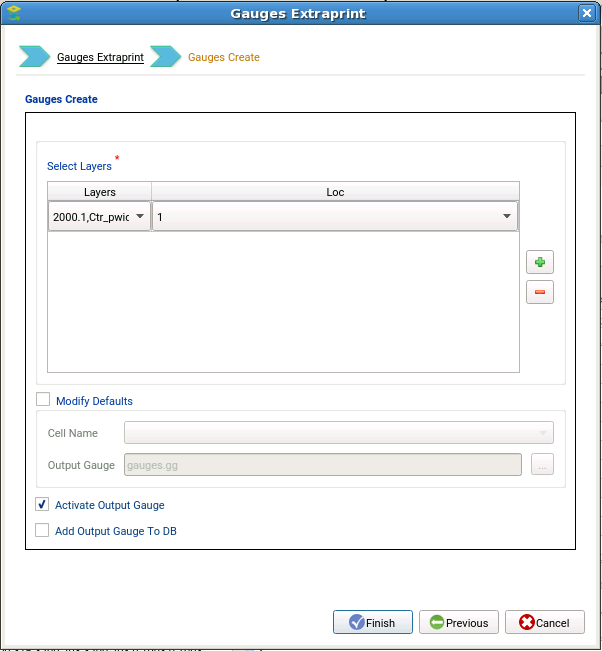 Gauges Extraprint
Gauges Extraprint Gauges Create
Gauges Create
Select Layers *
Layers Loc
2000.1,Ctr_pwic 1
Modify Defaults
Cell Name
Output Gauge gauges.gg ...
Activate Output Gauge
Add Output Gauge To DB
Finish Previous Cancel